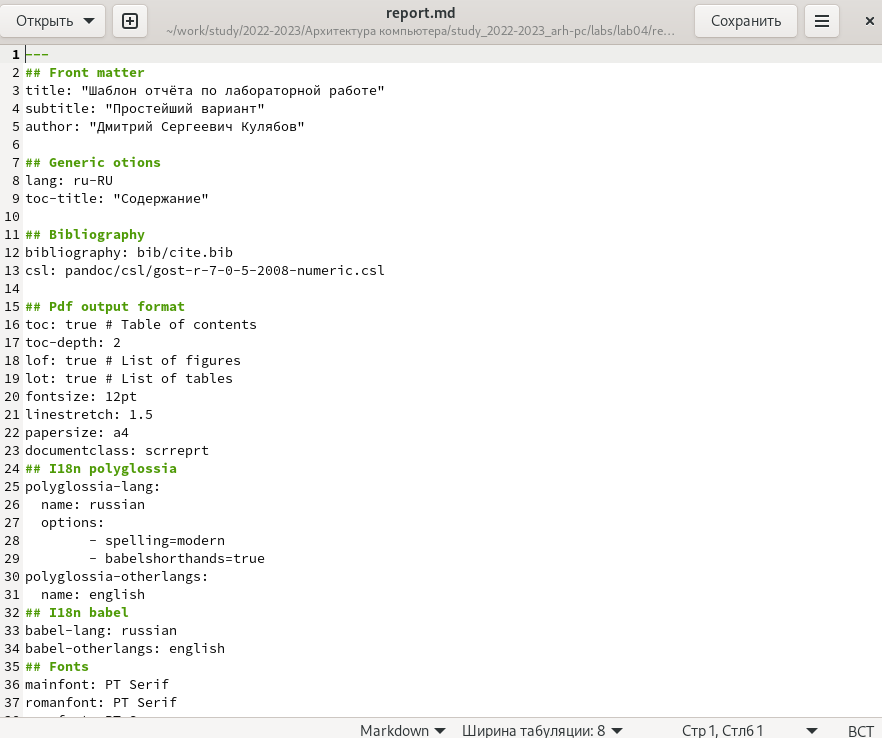 Открыть
report.md
~/work/study/2022-2023/Архитектура компьютера/study_2022-2023_arh-pc/labs/lab04/re…
Сохранить
1 ---
2 ## Front matter
3 title: "Шаблон отчёта по лабораторной работе"
4 subtitle: "Простейший вариант"
5 author: "Дмитрий Сергеевич Кулябов"
6
7 ## Generic otions
8 lang: ru-RU
9 toc-title: "Содержание"
10
11 ## Bibliography
12 bibliography: bib/cite.bib
13 csl: pandoc/csl/gost-r-7-0-5-2008-numeric.csl
14
15 ## Pdf output format
16 toc: true # Table of contents
17 toc-depth: 2
18 lof: true # List of figures
19 lot: true # List of tables
20 fontsize: 12pt
21 linestretch: 1.5
22 papersize: a4
23 documentclass: scrreprt
24 ## I18n polyglossia
25 polyglossia-lang:
26   name: russian
27   options:
28         - spelling=modern
29         - babelshorthands=true
30 polyglossia-otherlangs:
31   name: english
32 ## I18n babel
33 babel-lang: russian
34 babel-otherlangs: english
35 ## Fonts
36 mainfont: PT Serif
37 romanfont: PT Serif
Markdown
Ширина табуляции: 8
Стр 1, Стлб 1
ВСТ